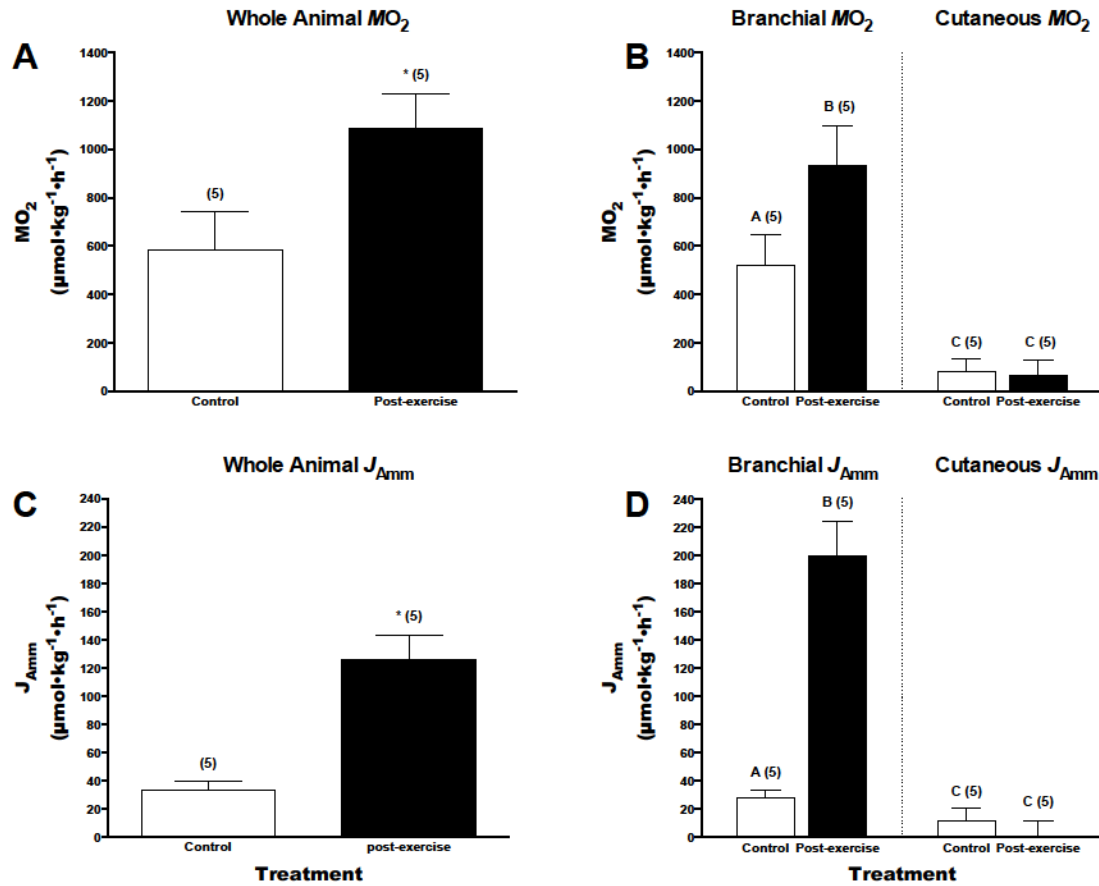 Whole Animal MO2
A
1400
1200
1000
800
600
400
200
0
MO2
(µmol•kg-1•h-1)
(5)
* (5)
Control
Post-exercise
Branchial MO2
Cutaneous MO2
B
1400
1200
1000
800
600
400
200
0
MO2
(µmol•kg-1•h-1)
A (5)
B (5)
C (5)
C (5)
Control Post-exercise
Control Post-exercise
Whole Animal JAmm
C
240
220
200
180
160
140
120
100
80
60
40
20
0
JAmm
(µmol•kg-1•h-1)
(5)
* (5)
Control
post-exercise
Treatment
Branchial JAmm
Cutaneous JAmm
D
240
220
200
180
160
140
120
100
80
60
40
20
0
JAmm
(µmol•kg-1•h-1)
A (5)
B (5)
C (5)
C (5)
Control Post-exercise
Control Post-exercise
Treatment